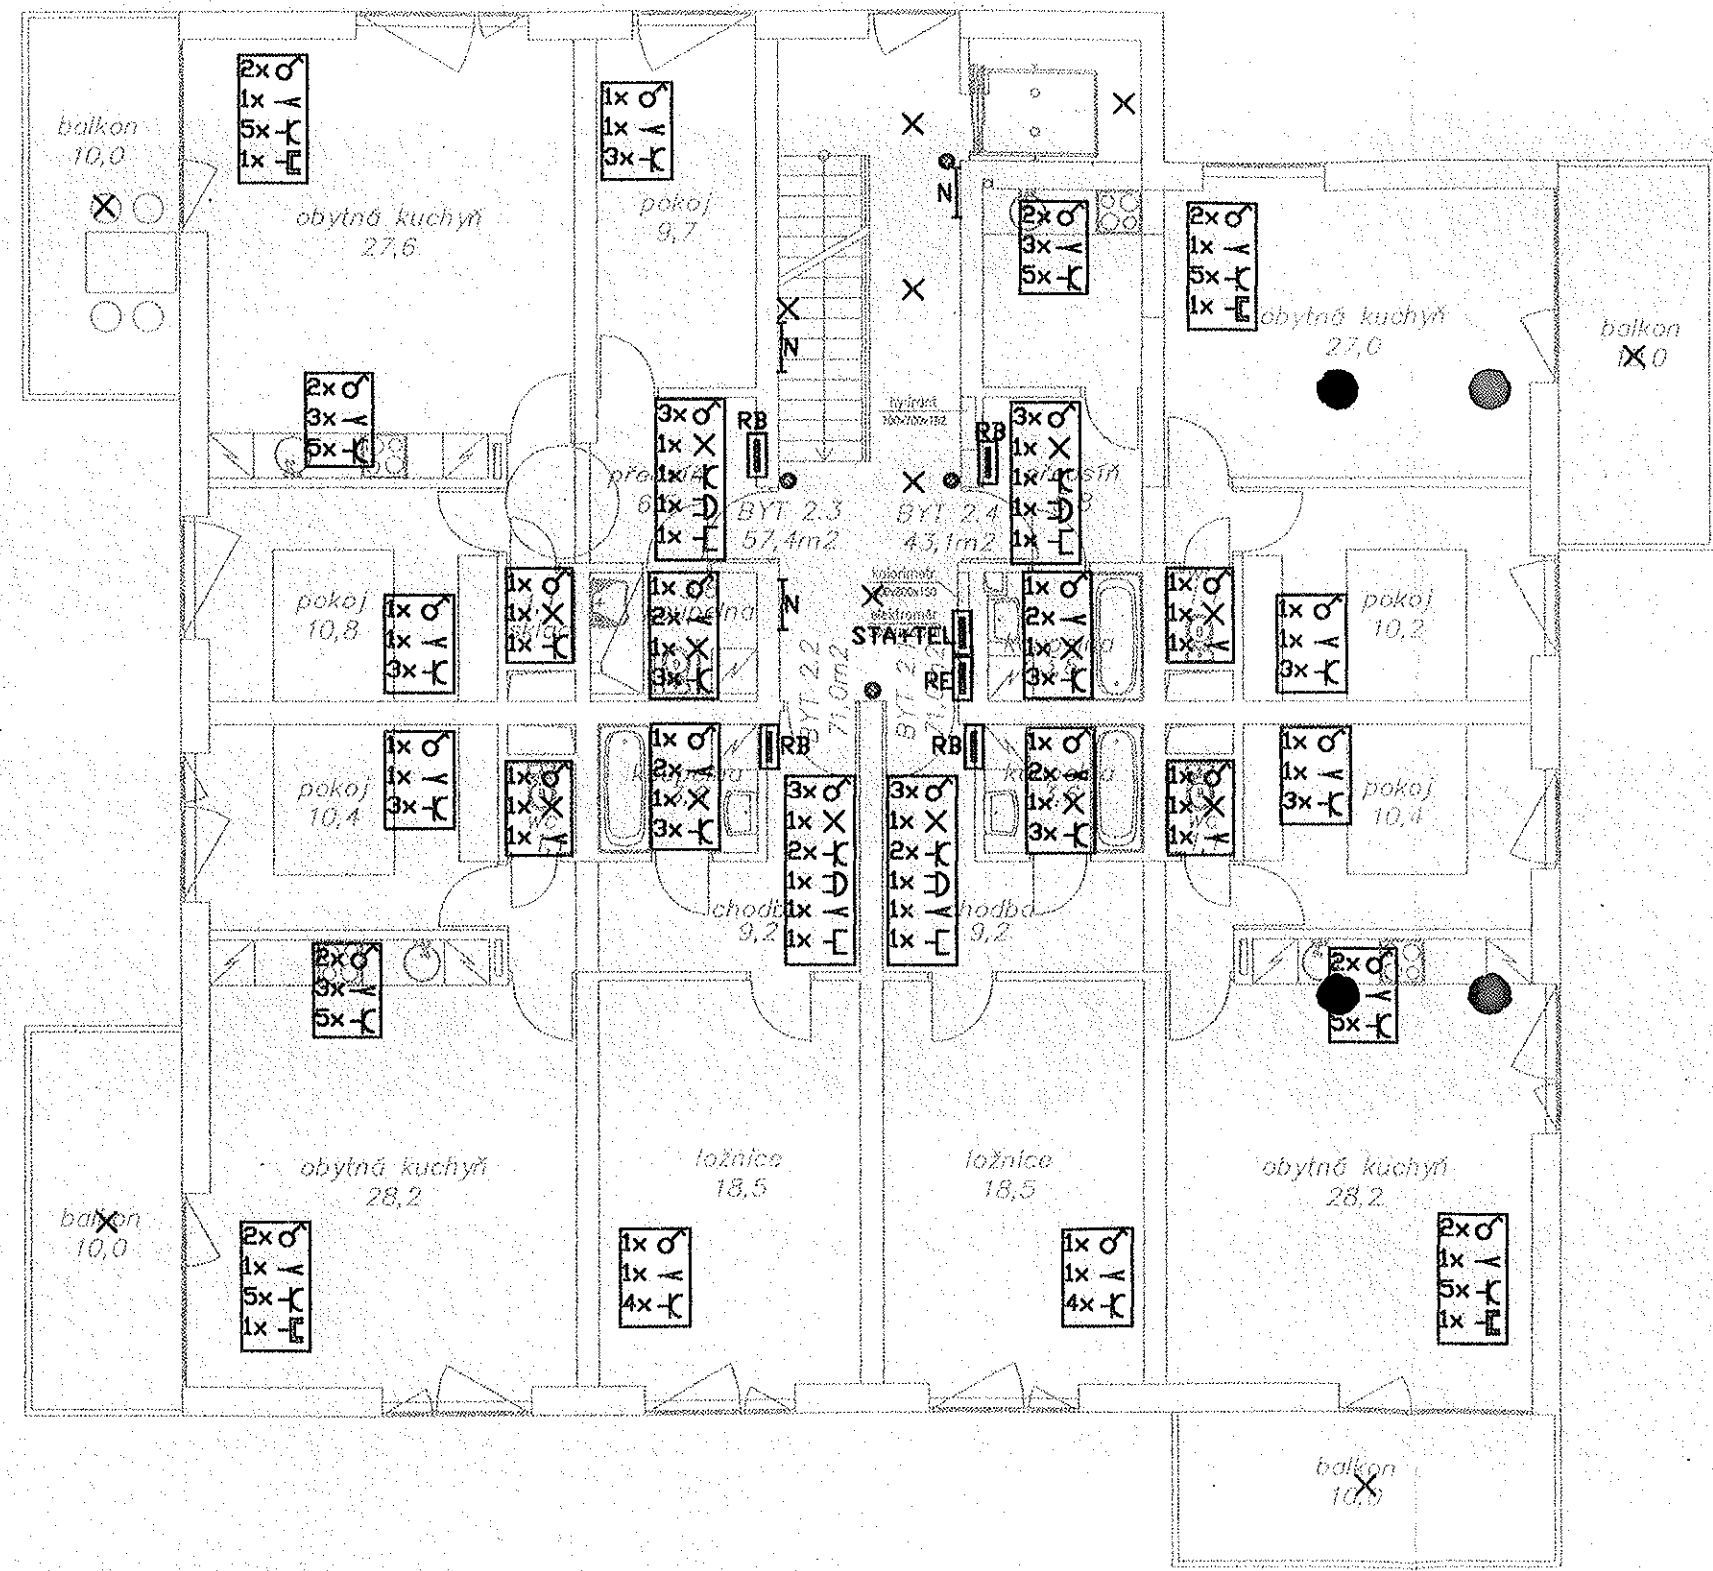 2x
1x
5x
1x
balkon
10,0
obytná kuchyň
27,6
1x
1x
3x
pokoj
9,7
N
2x
3x
5x
2x
1x
5x
1x
obytná kuchyň
27,0
balkon
N
2x
3x
5x
3x
1x
1x
1x
1x
RB
hydrant
RB
3x
1x
1x
1x
1x
BYT 2.3
57,4m2
BYT 2.4
43,1m2
pokoj
10,8
1x
1x
3x
1x
1x
1x
1x
2x
1x
3x
N
kalorimetr
elektroměr
STA+TEL
RE
BYT 2.2
71,0m2
1x
2x
1x
3x
1x
1x
1x
1x
1x
3x
pokoj
10,2
pokoj
10,4
1x
1x
3x
1x
1x
1x
1x
2x
1x
3x
RB
RB
1x
2x
1x
3x
1x
1x
1x
1x
1x
3x
pokoj
10,4
3x
1x
2x
1x
1x
1x
3x
1x
2x
1x
1x
1x
9,2
chodba
9,2
2x
3x
5x
2x
5x
obytná kuchyň
28,2
ložnice
18,5
ložnice
18,5
obytná kuchyň
28,2
balkon
10,0
2x
1x
5x
1x
1x
1x
4x
1x
1x
4x
2x
1x
5x
1x
balkon
10,0